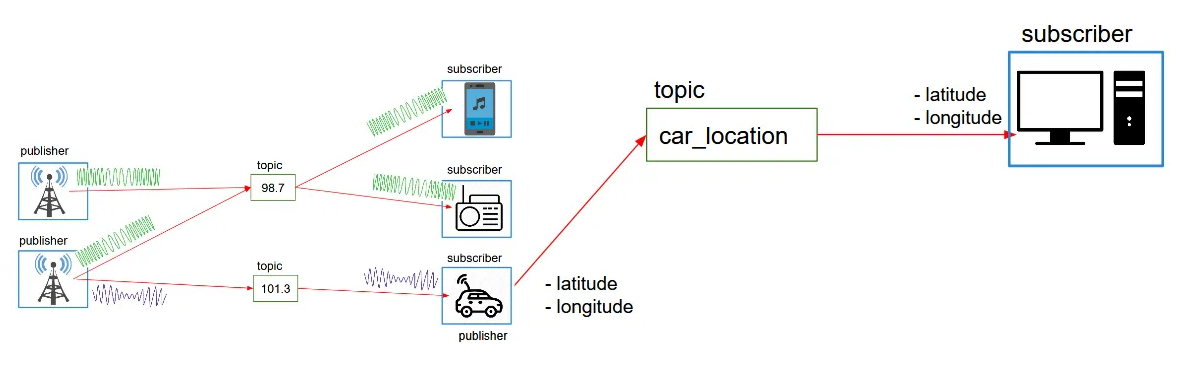 publisher
publisher
topic
98.7
topic
101.3
subscriber
subscriber
subscriber
publisher
- latitude
- longitude
topic
car_location
- latitude
- longitude
subscriber